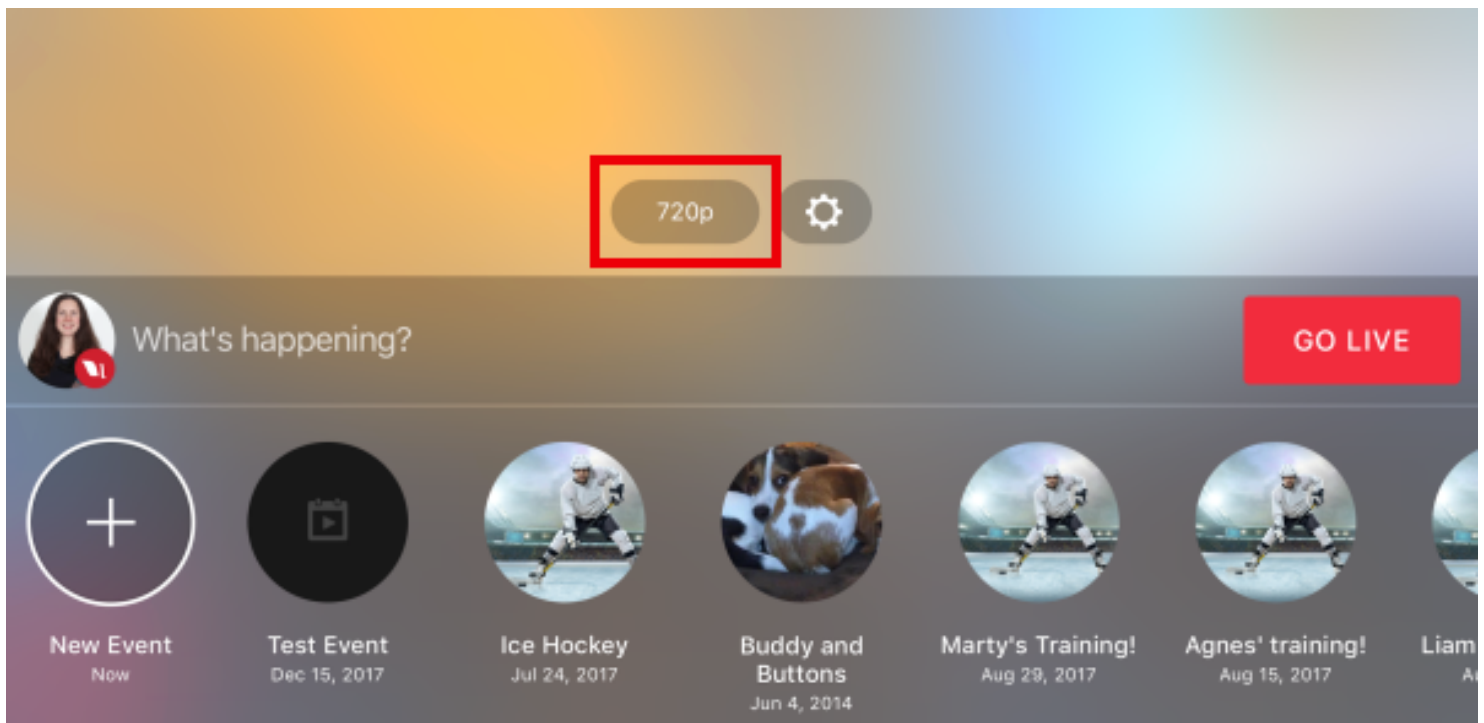 720p
What's happening?
GO LIVE
New Event
Now
Test Event
Dec 15, 2017
Ice Hockey
Jul 24, 2017
Buddy and
Buttons
Jun 4, 2014
Marty's Training!
Aug 29, 2017
Agnes' training!
Aug 15, 2017
Liam